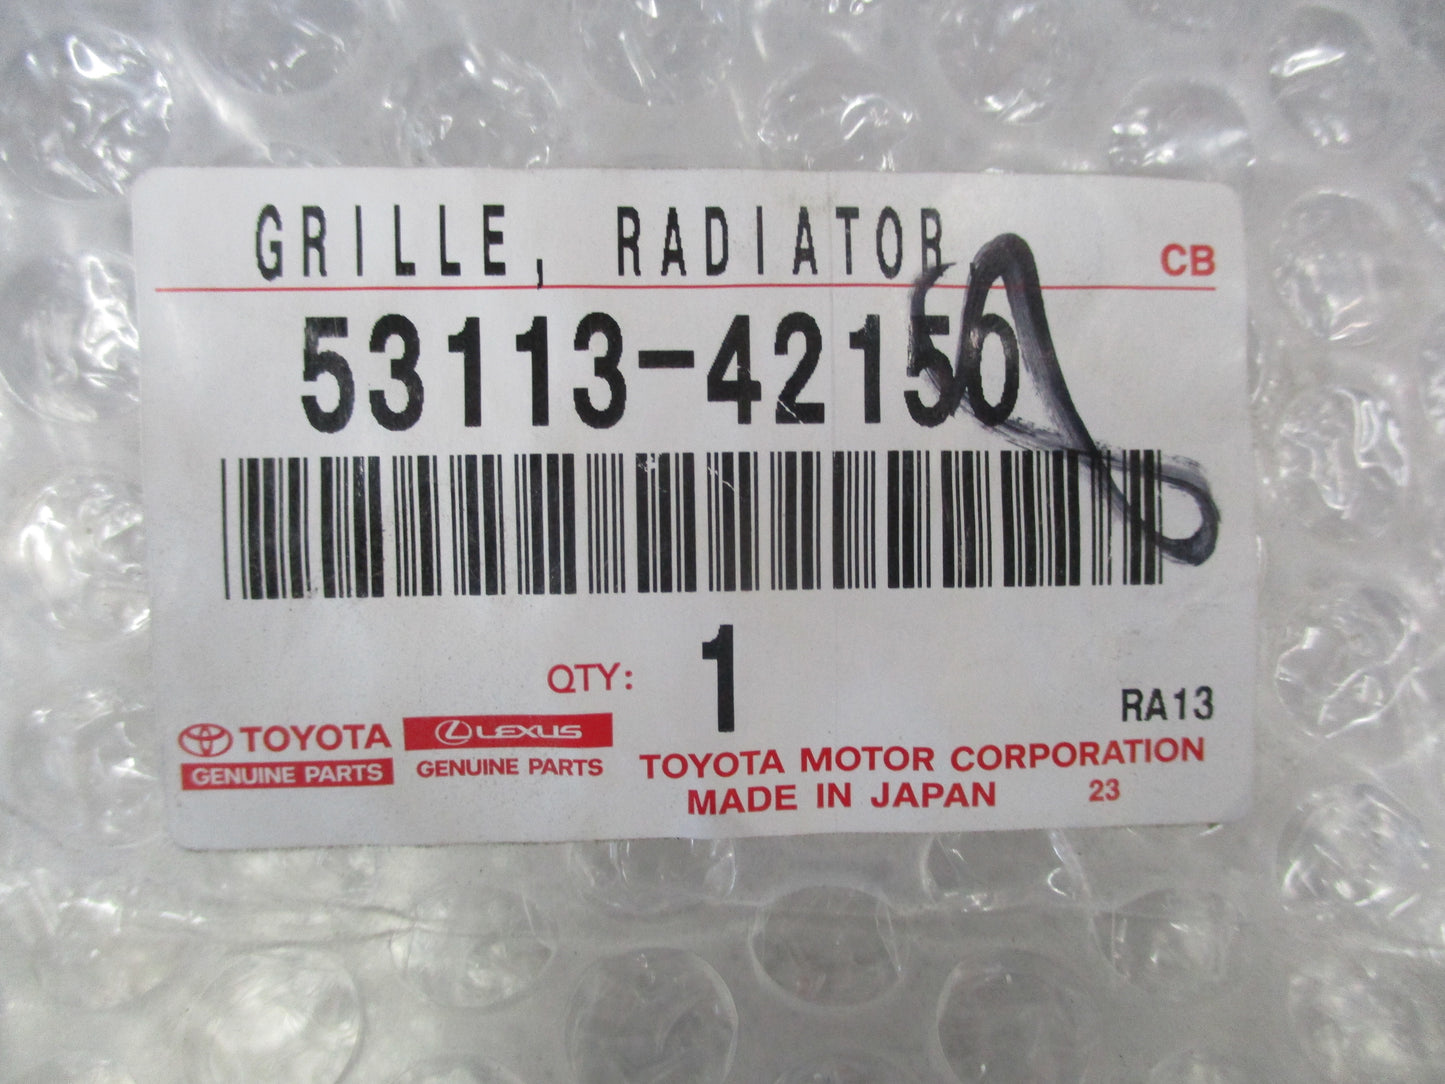 GRILLE, RADIATOR
CB
53113-42150
QTY: 1
RA13
TOYOTA
GENUINE PARTS
LEXUS
GENUINE PARTS
TOYOTA MOTOR CORPORATION
MADE IN JAPAN 23